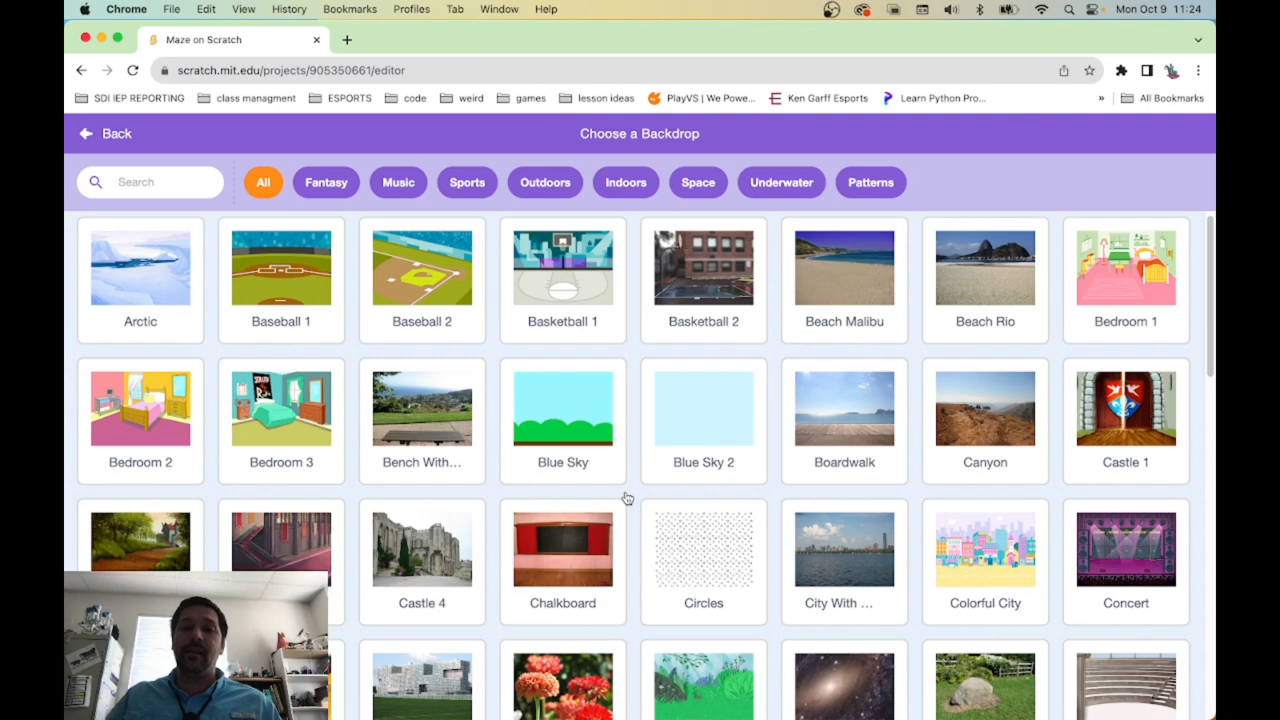 Chrome File Edit View History Bookmarks Profiles Tab Window Help Mon Oct 9 11:24
Maze on Scratch
scratch.mit.edu/projects/905350661/editor
SDI IEP REPORTING class managment ESPORTS code weird games lesson ideas PlayVS | We Powe... Ken Garff Esports Learn Python Pro... » All Bookmarks
Back Choose a Backdrop
Search All Fantasy Music Sports Outdoors Indoors Space Underwater Patterns
Arctic Baseball 1 Baseball 2 Basketball 1 Basketball 2 Beach Malibu Beach Rio Bedroom 1
Bedroom 2 Bedroom 3 Bench With... Blue Sky Blue Sky 2 Boardwalk Canyon Castle 1
Castle 4 Chalkboard Circles City With ... Colorful City Concert